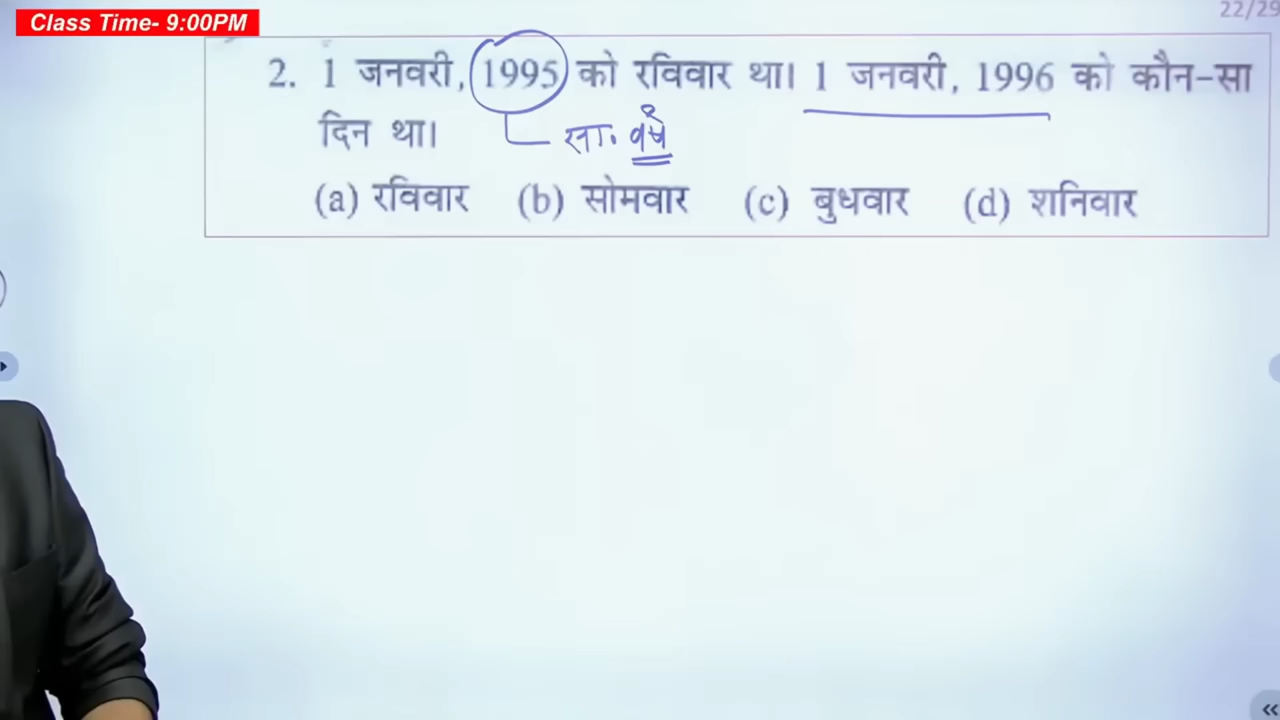 Class Time- 9:00PM
22/29
2. 1 जनवरी, 1995 को रविवार था। 1 जनवरी, 1996 को कौन-सा
दिन था।
सा. वर्ष
(a) रविवार (b) सोमवार (c) बुधवार (d) शनिवार